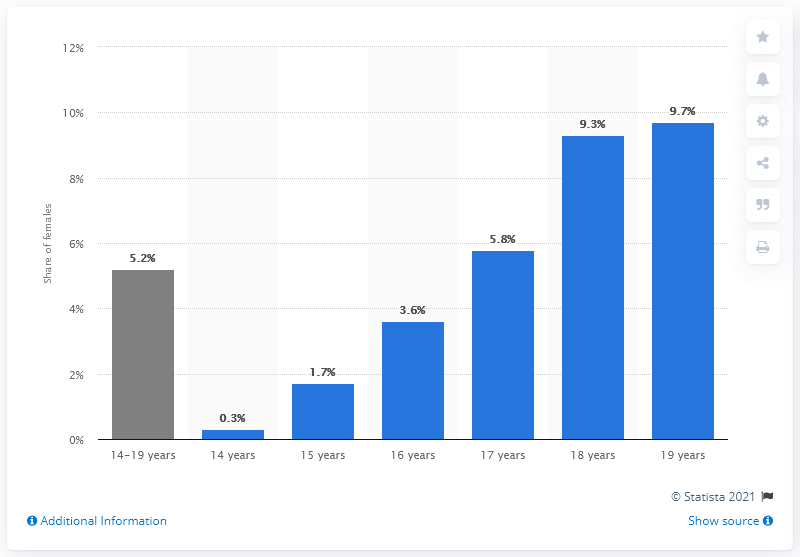 12%
10%
8%
6%
4%
2%
0%
Share of females
5.2%
0.3%
1.7%
3.6%
5.8%
9.3%
9.7%
14–19 years
14 years
15 years
16 years
17 years
18 years
19 years
© Statista 2021
Additional Information
Show source